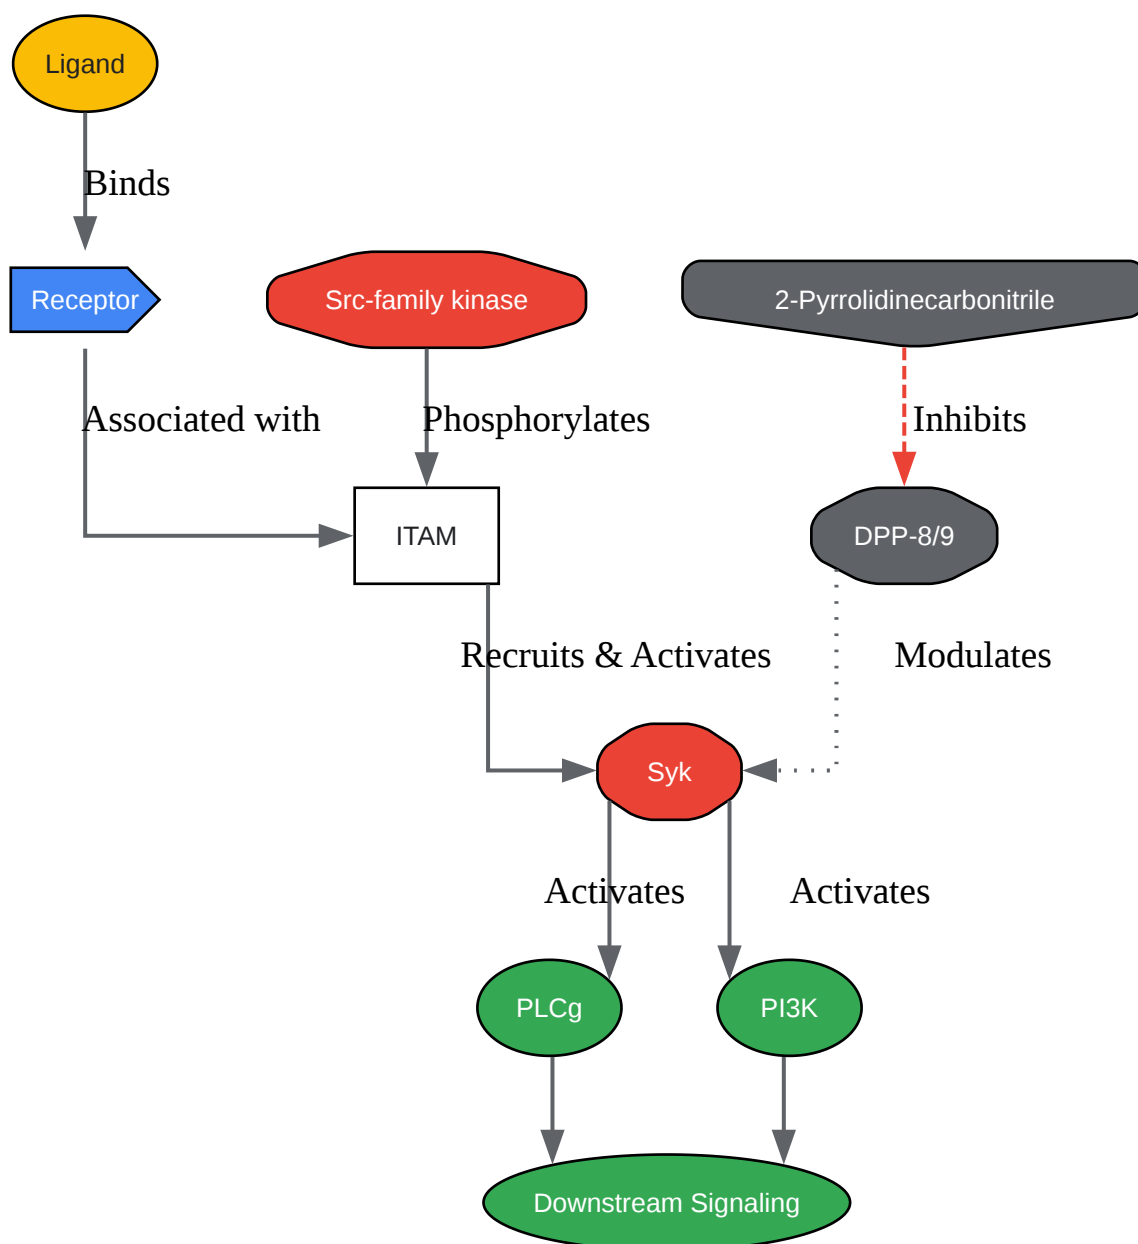 Ligand
Binds
Receptor
Src-family kinase
2-Pyrrolidinecarbonitrile
Associated with
Phosphorylates
Inhibits
ITAM
DPP-8/9
Recruits & Activates
Modulates
Syk
Activates
Activates
PLCg
PI3K
Downstream Signaling